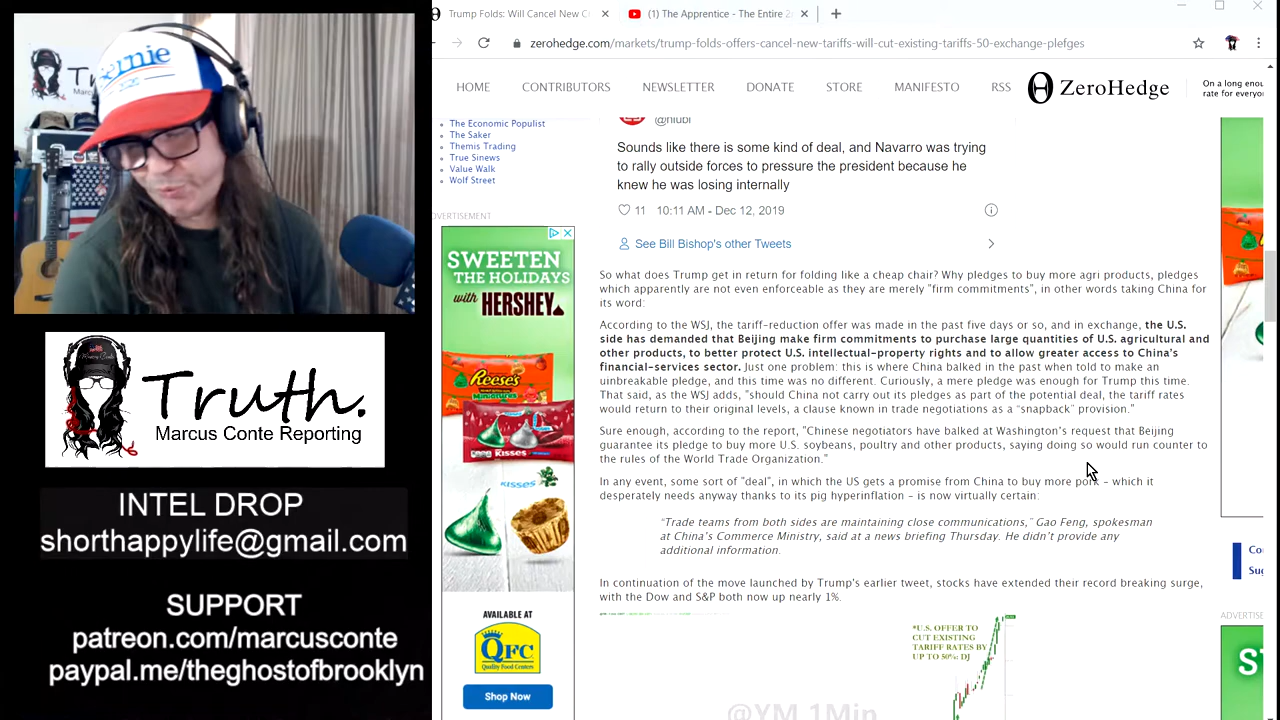 Trump Folds: Will Cancel New C
(1) The Apprentice - The Entire 2
zerohedge.com/markets/trump-folds-offers-cancel-new-tariffs-will-cut-existing-tariffs-50-exchange-plefges
HOME CONTRIBUTORS NEWSLETTER DONATE STORE MANIFESTO RSS
ZeroHedge
On a long enou
rate for everyo
The Economic Populist
The Saker
Themis Trading
True Sinews
Value Walk
Wolf Street
@niubi
Sounds like there is some kind of deal, and Navarro was trying
to rally outside forces to pressure the president because he
knew he was losing internally
11 10:11 AM - Dec 12, 2019
See Bill Bishop's other Tweets
VERTISEMENT
SWEETEN
THE HOLIDAYS
with HERSHEY
Reese's
MINIATURES
KISSES
Kisses
AVAILABLE AT
QFC
Quality Food Centers
Shop Now
So what does Trump get in return for folding like a cheap chair? Why pledges to buy more agri products, pledges
which apparently are not even enforceable as they are merely "firm commitments", in other words taking China for
its word:
According to the WSJ, the tariff-reduction offer was made in the past five days or so, and in exchange, the U.S.
side has demanded that Beijing make firm commitments to purchase large quantities of U.S. agricultural and
other products, to better protect U.S. intellectual-property rights and to allow greater access to China's
financial-services sector. Just one problem: this is where China balked in the past when told to make an
unbreakable pledge, and this time was no different. Curiously, a mere pledge was enough for Trump this time.
That said, as the WSJ adds, "should China not carry out its pledges as part of the potential deal, the tariff rates
would return to their original levels, a clause known in trade negotiations as a “snapback” provision."
Sure enough, according to the report, "Chinese negotiators have balked at Washington's request that Beijing
guarantee its pledge to buy more U.S. soybeans, poultry and other products, saying doing so would run counter to
the rules of the World Trade Organization."
In any event, some sort of "deal", in which the US gets a promise from China to buy more pork - which it
desperately needs anyway thanks to its pig hyperinflation - is now virtually certain:
“Trade teams from both sides are maintaining close communications,” Gao Feng, spokesman
at China's Commerce Ministry, said at a news briefing Thursday. He didn't provide any
additional information.
In continuation of the move launched by Trump's earlier tweet, stocks have extended their record breaking surge,
with the Dow and S&P both now up nearly 1%.
*U.S. OFFER TO
CUT EXISTING
TARIFF RATES BY
UP TO 50%- DJ
@YM 1Min
Co
Sug
ADVERTISE
ST
Truth.
Marcus Conte Reporting
INTEL DROP
shorthappylife@gmail.com
SUPPORT
patreon.com/marcusconte
paypal.me/theghostofbrooklyn